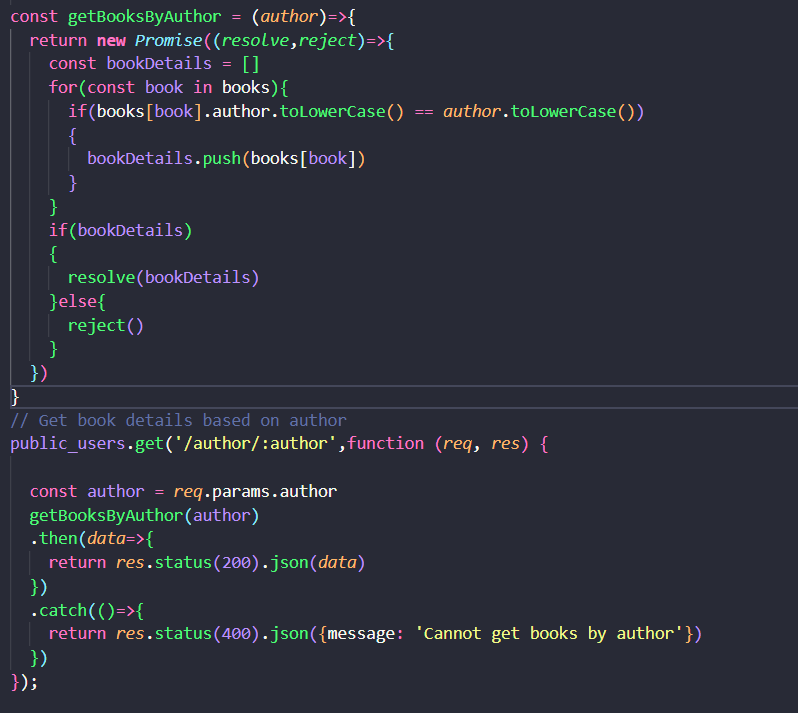 const getBooksByAuthor = (author)=>{
  return new Promise((resolve,reject)=>{
    const bookDetails = []
    for(const book in books){
      if(books[book].author.toLowerCase() == author.toLowerCase())
      {
        bookDetails.push(books[book])
      }
    }
    if(bookDetails)
    {
      resolve(bookDetails)
    }else{
      reject()
    }
  })
}
// Get book details based on author
public_users.get('/author/:author',function (req, res) {
  const author = req.params.author
  getBooksByAuthor(author)
  .then(data=>{
    return res.status(200).json(data)
  })
  .catch(()=>{
    return res.status(400).json({message: 'Cannot get books by author'})
  })
});